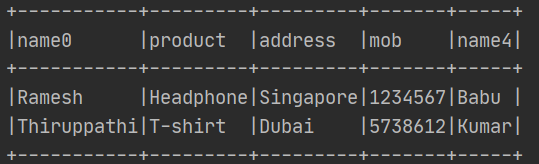 +-----------+---------+---------+-------+-----+
|name0      |product  |address  |mob    |name4|
+-----------+---------+---------+-------+-----+
|Ramesh     |Headphone|Singapore|1234567|Babu |
|Thiruppathi|T-shirt  |Dubai    |5738612|Kumar|
+-----------+---------+---------+-------+-----+